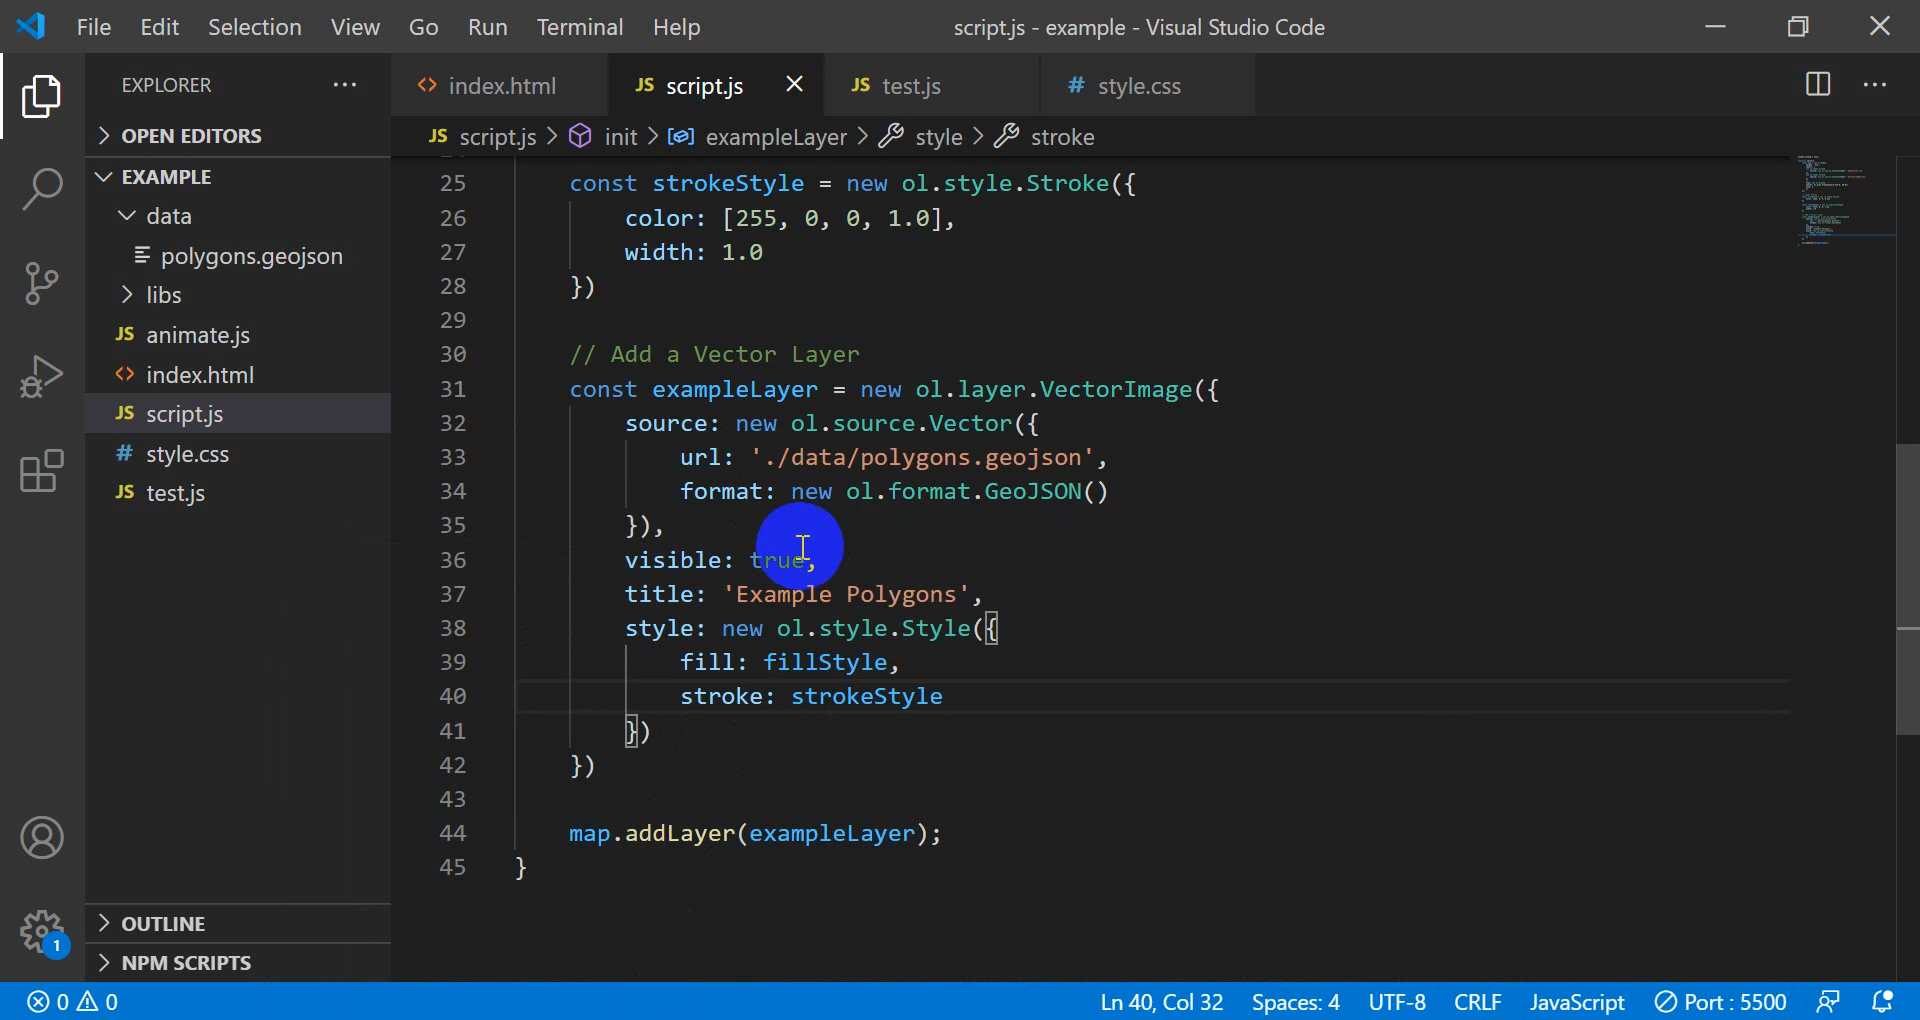 File Edit Selection View Go Run Terminal Help script.js - example - Visual Studio Code
EXPLORER ...
index.html JS script.js JS test.js # style.css ...
OPEN EDITORS
JS script.js > init > exampleLayer > style > stroke
EXAMPLE
data
polygons.geojson
libs
JS animate.js
index.html
JS script.js
# style.css
JS test.js
25 const strokeStyle = new ol.style.Stroke({
26 color: [255, 0, 0, 1.0],
27 width: 1.0
28 })
29
30 // Add a Vector Layer
31 const exampleLayer = new ol.layer.VectorImage({
32 source: new ol.source.Vector({
33 url: './data/polygons.geojson',
34 format: new ol.format.GeoJSON()
35 }),
36 visible: true,
37 title: 'Example Polygons',
38 style: new ol.style.Style({
39 fill: fillStyle,
40 stroke: strokeStyle
41 })
42 })
43
44 map.addLayer(exampleLayer);
45 }
OUTLINE
1
NPM SCRIPTS
0 0 Ln 40, Col 32 Spaces: 4 UTF-8 CRLF JavaScript Port : 5500